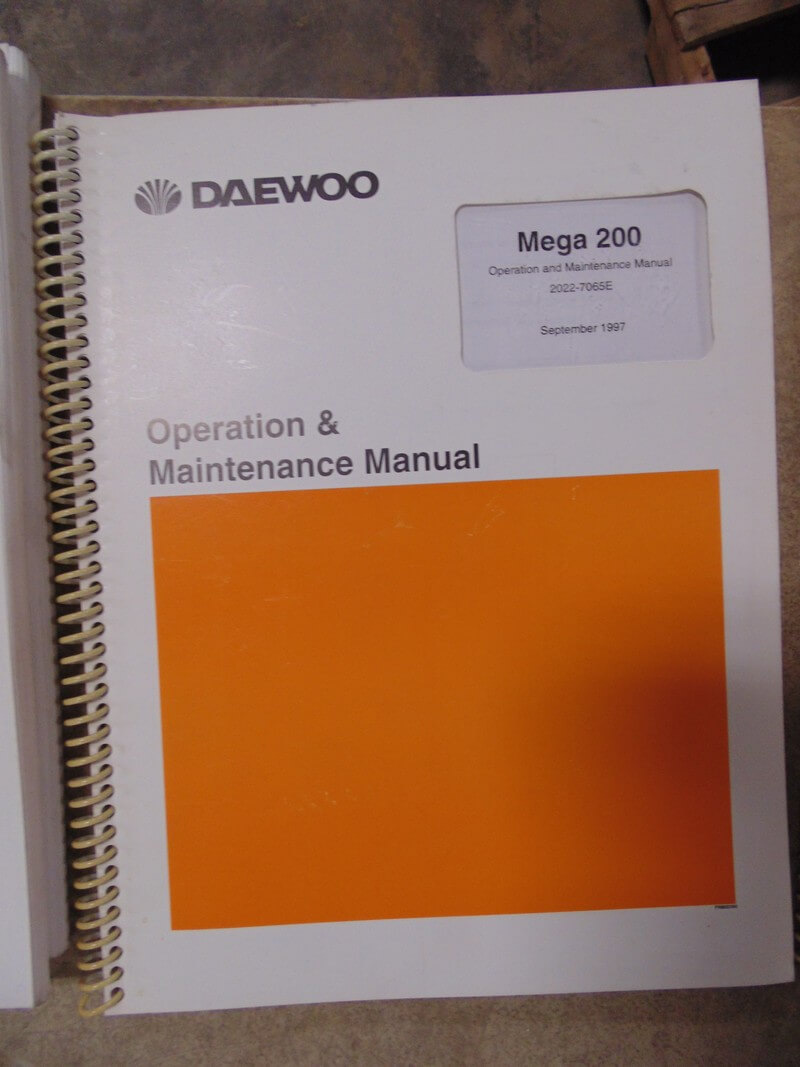 DAEWOO
Mega 200
Operation and Maintenance Manual
2022-7065E
September 1997
Operation &
Maintenance Manual